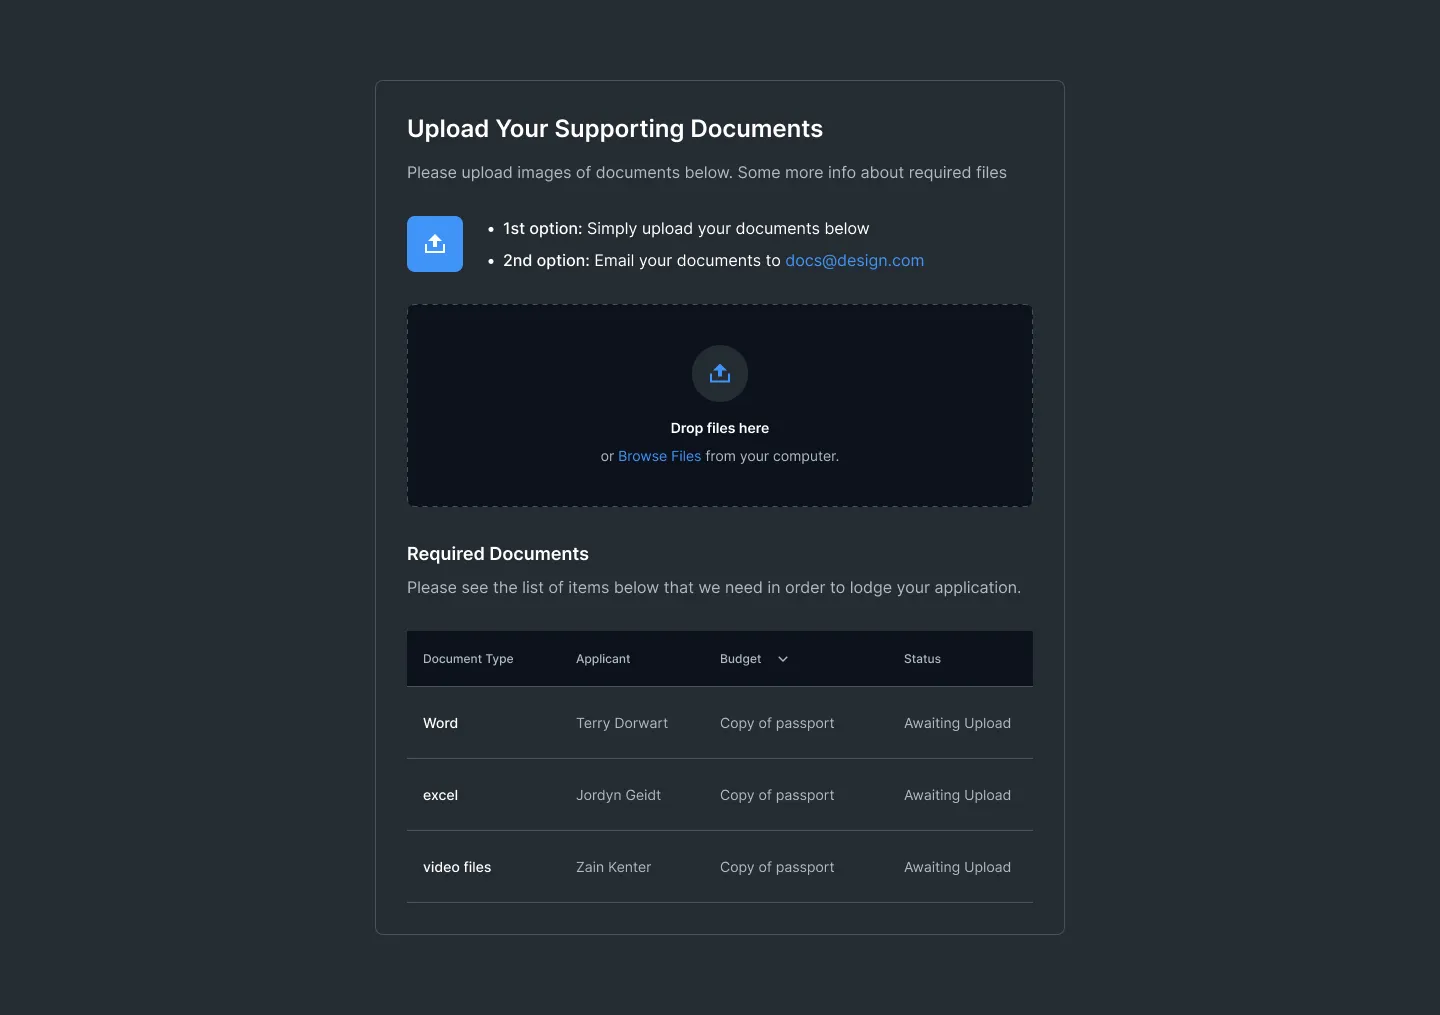 Upload Your Supporting Documents
Please upload images of documents below. Some more info about required files
• 1st option: Simply upload your documents below
• 2nd option: Email your documents to docs@design.com
Drop files here
or Browse Files from your computer.
Required Documents
Please see the list of items below that we need in order to lodge your application.
Document Type Applicant Budget Status
Word Terry Dorwart Copy of passport Awaiting Upload
excel Jordyn Geidt Copy of passport Awaiting Upload
video files Zain Kenter Copy of passport Awaiting Upload